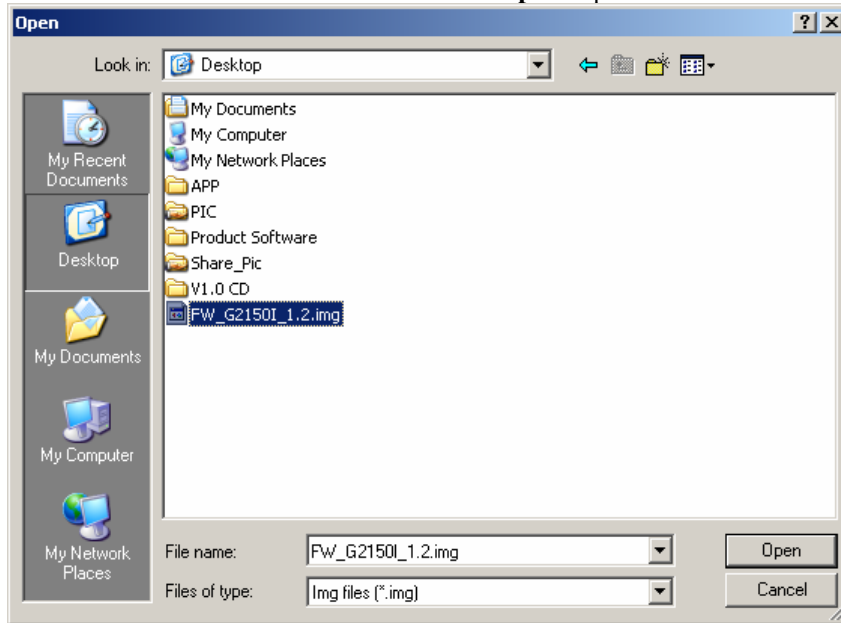 Open
Look in:
Desktop
My Recent
Documents
Desktop
My Documents
My Computer
My Network
Places
My Documents
My Computer
My Network Places
APP
PIC
Product Software
Share_Pic
V1.0 CD
FW_G2150I_1.2.img
File name:
FW_G2150I_1.2.img
Open
Files of type:
Img files (*.img)
Cancel